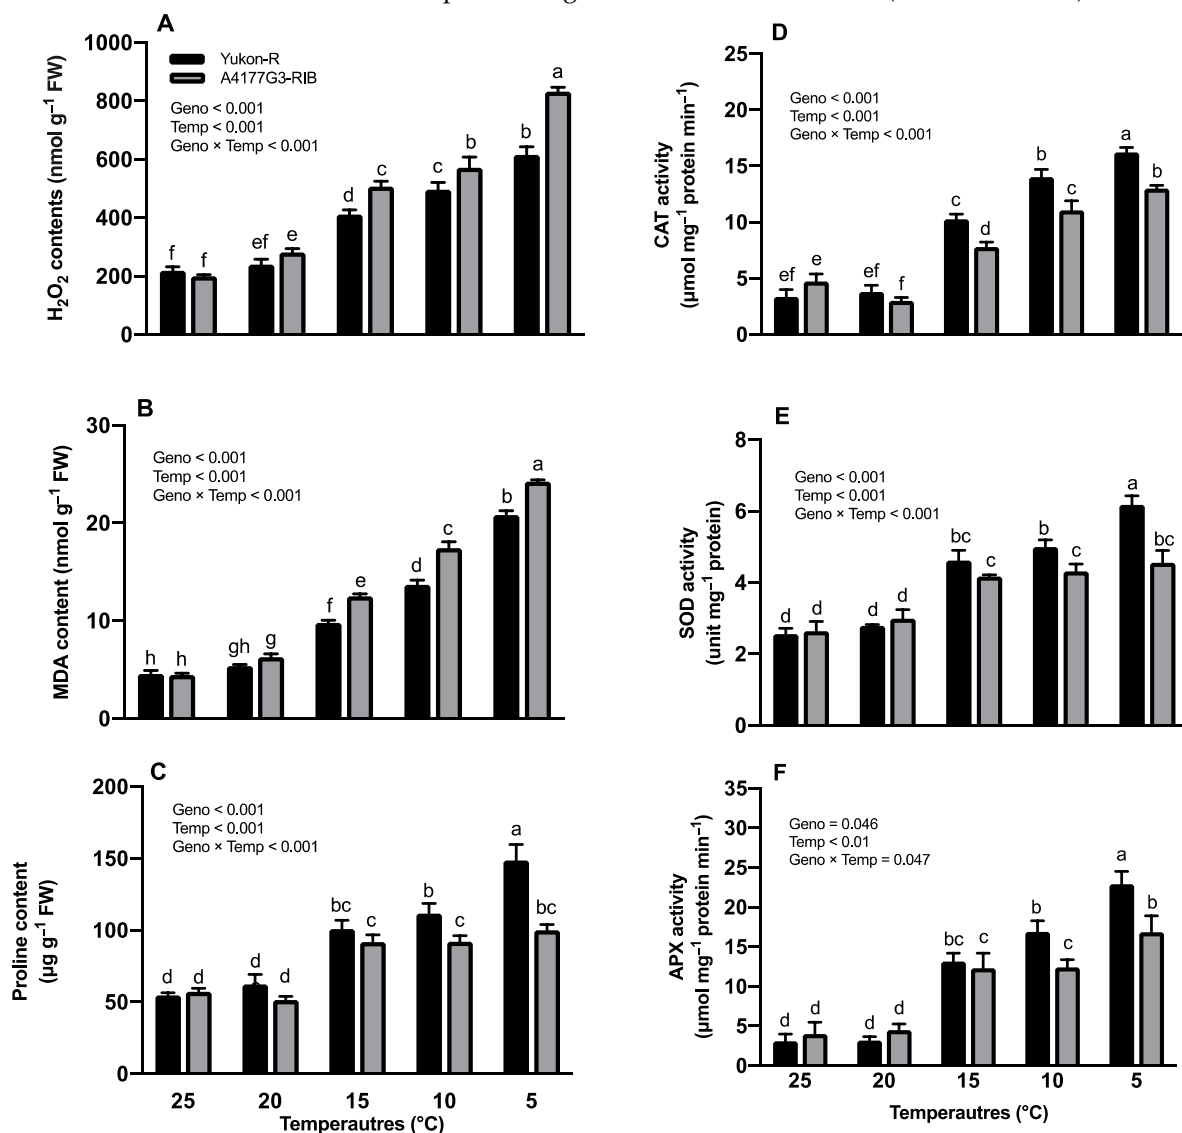 A
1000
800
600
400
200
0
H₂O₂ contents (nmol g⁻¹ FW)
Yukon-R
A4177G3-RIB
Geno < 0.001
Temp < 0.001
Geno × Temp < 0.001
f f ef e d c c b b a
D
25
20
15
10
5
0
CAT activity
(µmol mg⁻¹ protein min⁻¹)
Geno < 0.001
Temp < 0.001
Geno × Temp < 0.001
ef e ef f c d b c a b
B
30
20
10
0
MDA content (nmol g⁻¹ FW)
Geno < 0.001
Temp < 0.001
Geno × Temp < 0.001
h h gh g f e d c b a
E
8
6
4
2
0
SOD activity
(unit mg⁻¹ protein)
Geno < 0.001
Temp < 0.001
Geno × Temp < 0.001
d d d d bc c b c a bc
C
200
150
100
50
0
Proline content
(µg g⁻¹ FW)
Geno < 0.001
Temp < 0.001
Geno × Temp < 0.001
d d d d bc c b c a bc
25 20 15 10 5
Temperautres (°C)
F
35
30
25
20
15
10
5
0
APX activity
(µmol mg⁻¹ protein min⁻¹)
Geno = 0.046
Temp < 0.01
Geno × Temp = 0.047
d d d d bc c b c a b
25 20 15 10 5
Temperautres (°C)